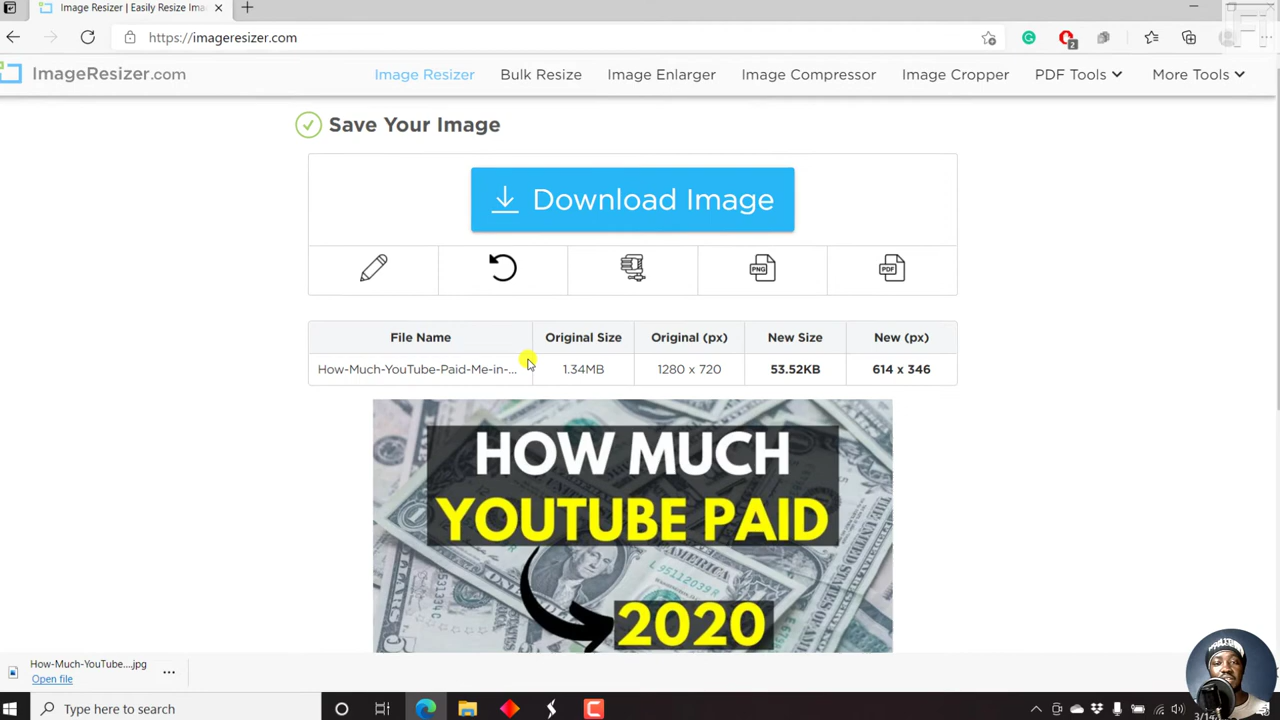 Image Resizer | Easily Resize Ima
https://imageresizer.com
2
ImageResizer.com
Image Resizer
Bulk Resize
Image Enlarger
Image Compressor
Image Cropper
PDF Tools
More Tools
Save Your Image
Download Image
PNG
PDF
File Name
Original Size
Original (px)
New Size
New (px)
How-Much-YouTube-Paid-Me-in-...
1.34MB
1280 x 720
53.52KB
614 x 346
HOW MUCH
YOUTUBE PAID
2020
How-Much-YouTube....jpg
Open file
Type here to search